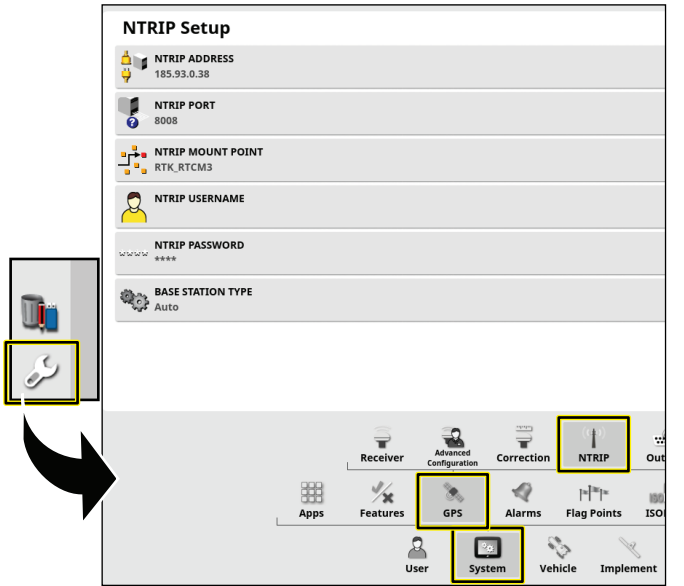 NTRIP Setup
NTRIP ADDRESS
185.93.0.38
NTRIP PORT
8008
NTRIP MOUNT POINT
RTK_RTCM3
NTRIP USERNAME
NTRIP PASSWORD
****
BASE STATION TYPE
Auto
Receiver
Advanced
Configuration
Correction
NTRIP
Out
Apps
Features
GPS
Alarms
Flag Points
ISO
User
System
Vehicle
Implement